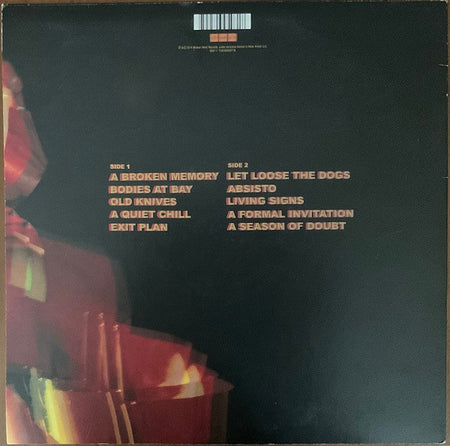 SIDE 1
A BROKEN MEMORY
BODIES AT BAY
OLD KNIVES
A QUIET CHILL
EXIT PLAN
SIDE 2
LET LOOSE THE DOGS
ABSISTO
LIVING SIGNS
A FORMAL INVITATION
A SEASON OF DOUBT